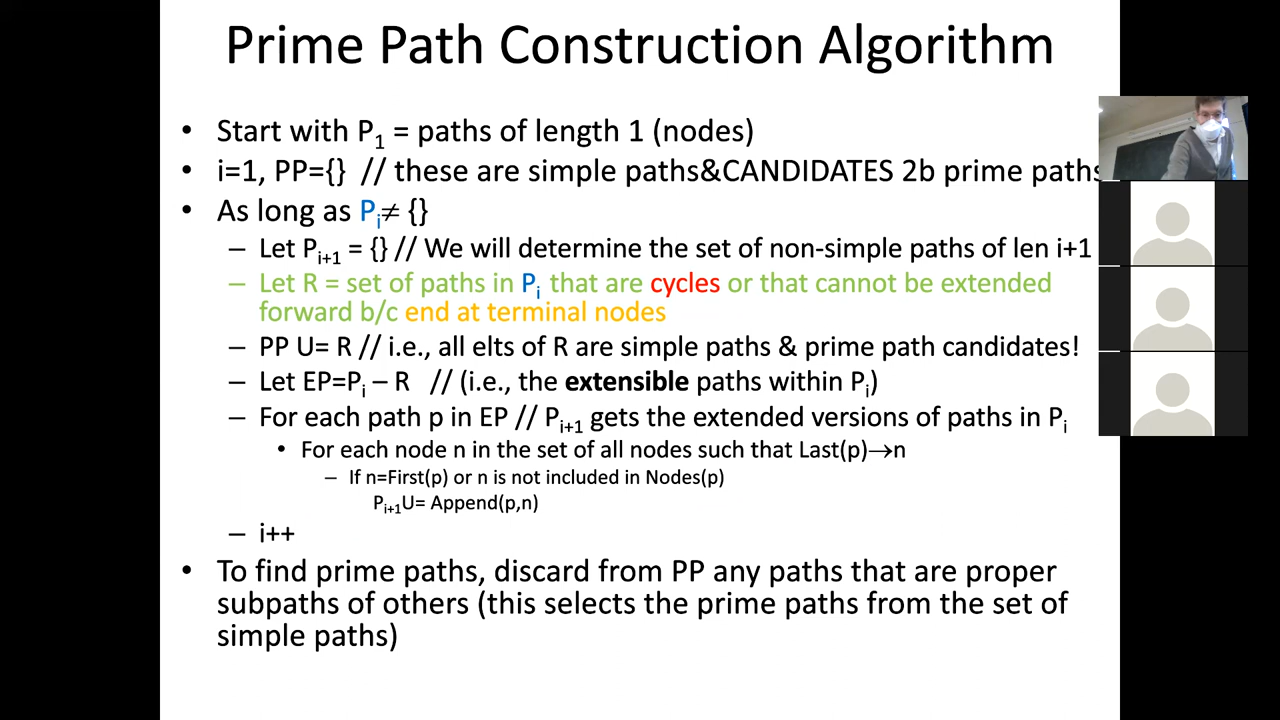 Prime Path Construction Algorithm
• Start with P1 = paths of length 1 (nodes)
• i=1, PP={} // these are simple paths&CANDIDATES 2b prime paths
• As long as Pi≠ {}
– Let Pi+1 = {} // We will determine the set of non-simple paths of len i+1
– Let R = set of paths in Pi that are cycles or that cannot be extended
forward b/c end at terminal nodes
– PP U= R // i.e., all elts of R are simple paths & prime path candidates!
– Let EP=Pi – R // (i.e., the extensible paths within Pi)
– For each path p in EP // Pi+1 gets the extended versions of paths in Pi
• For each node n in the set of all nodes such that Last(p)→n
– If n=First(p) or n is not included in Nodes(p)
Pi+1U= Append(p,n)
– i++
• To find prime paths, discard from PP any paths that are proper
subpaths of others (this selects the prime paths from the set of
simple paths)